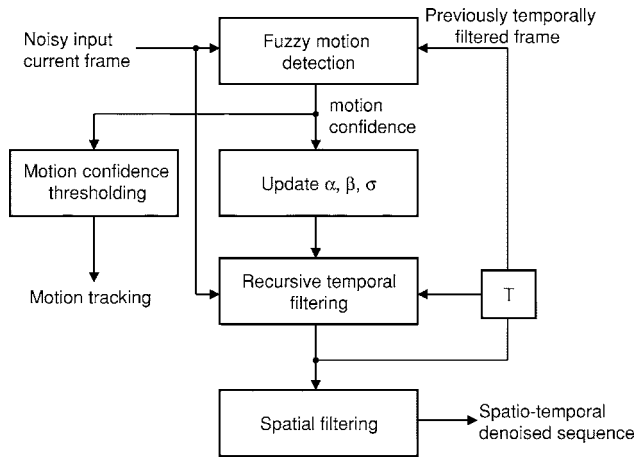 Noisy input
current frame
Fuzzy motion
detection
Previously temporally
filtered frame
motion
confidence
Motion confidence
thresholding
Update α, β, σ
Motion tracking
Recursive temporal
filtering
T
Spatial filtering
Spatio-temporal
denoised sequence